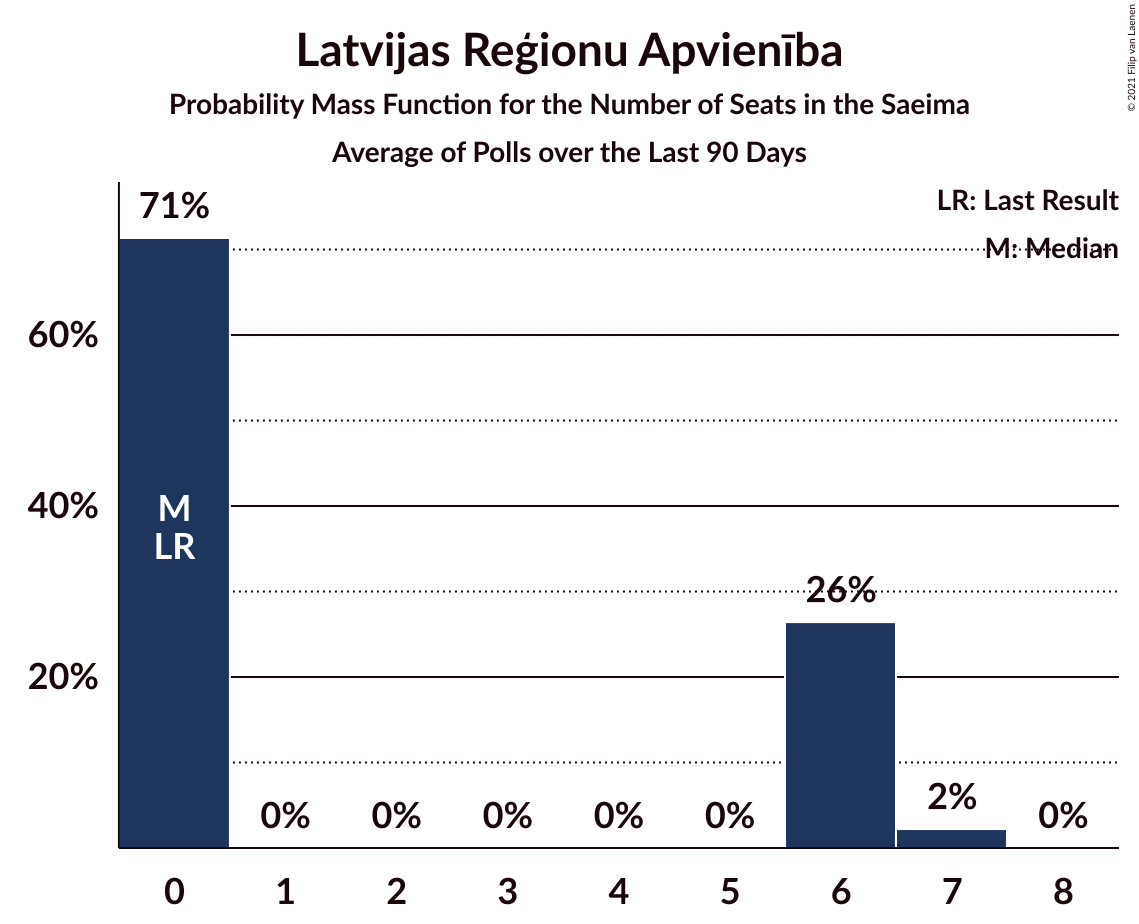 Latvijas Reģionu Apvienība
Probability Mass Function for the Number of Seats in the Saeima
Average of Polls over the Last 90 Days
© 2021 Filip van Laenen
LR: Last Result
M: Median
71%
60%
40%
20%
M
LR
0%
0%
0%
0%
0%
26%
2%
0%
0
1
2
3
4
5
6
7
8